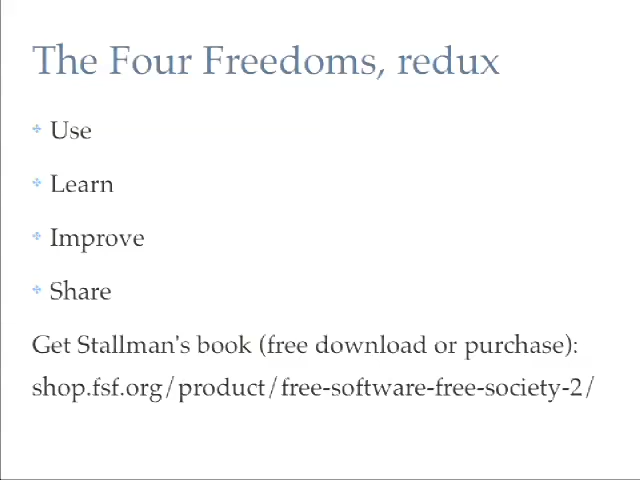 The Four Freedoms, redux
Use
Learn
Improve
Share
Get Stallman's book (free download or purchase):
shop.fsf.org/product/free-software-free-society-2/